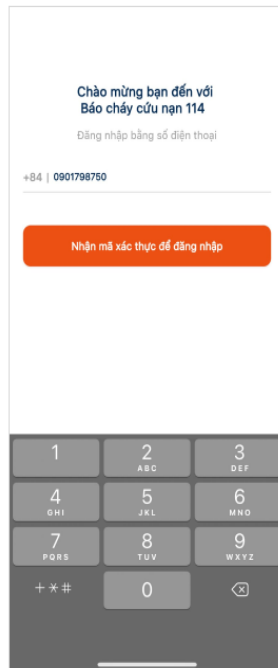 Chào mừng bạn đến với
Báo cháy cứu nạn 114
Đăng nhập bằng số điện thoại
+84 | 0901798750
Nhận mã xác thực để đăng nhập
1 2 3
ABC DEF
4 5 6
GHI JKL MNO
7 8 9
PQRS TUV WXYZ
+*# 0